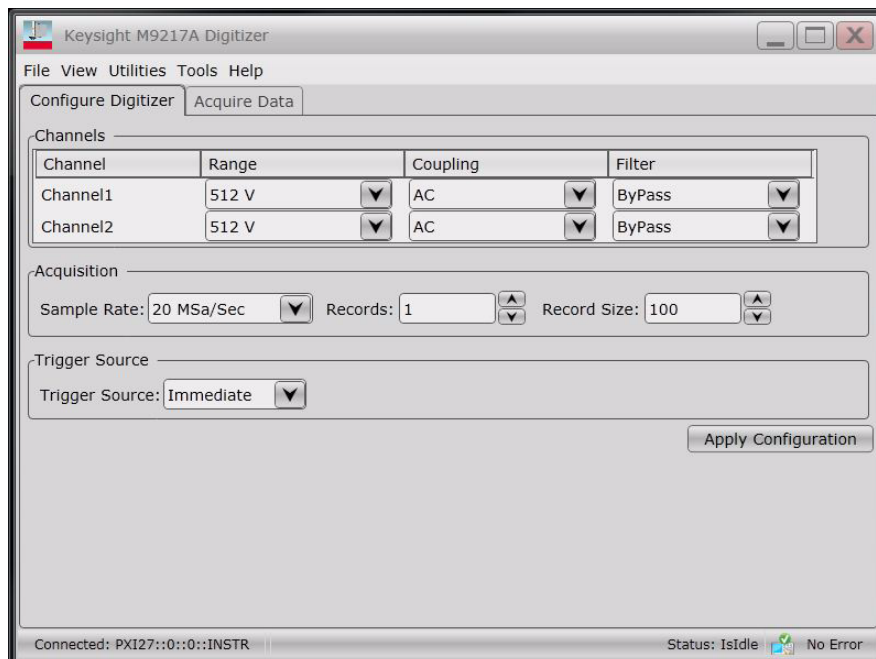 Keysight M9217A Digitizer
File View Utilities Tools Help
Configure Digitizer Acquire Data
Channels
Channel Range Coupling Filter
Channel1 512 V AC ByPass
Channel2 512 V AC ByPass
Acquisition
Sample Rate: 20 MSa/Sec Records: 1 Record Size: 100
Trigger Source
Trigger Source: Immediate
Apply Configuration
Connected: PXI27::0::0::INSTR Status: IsIdle No Error